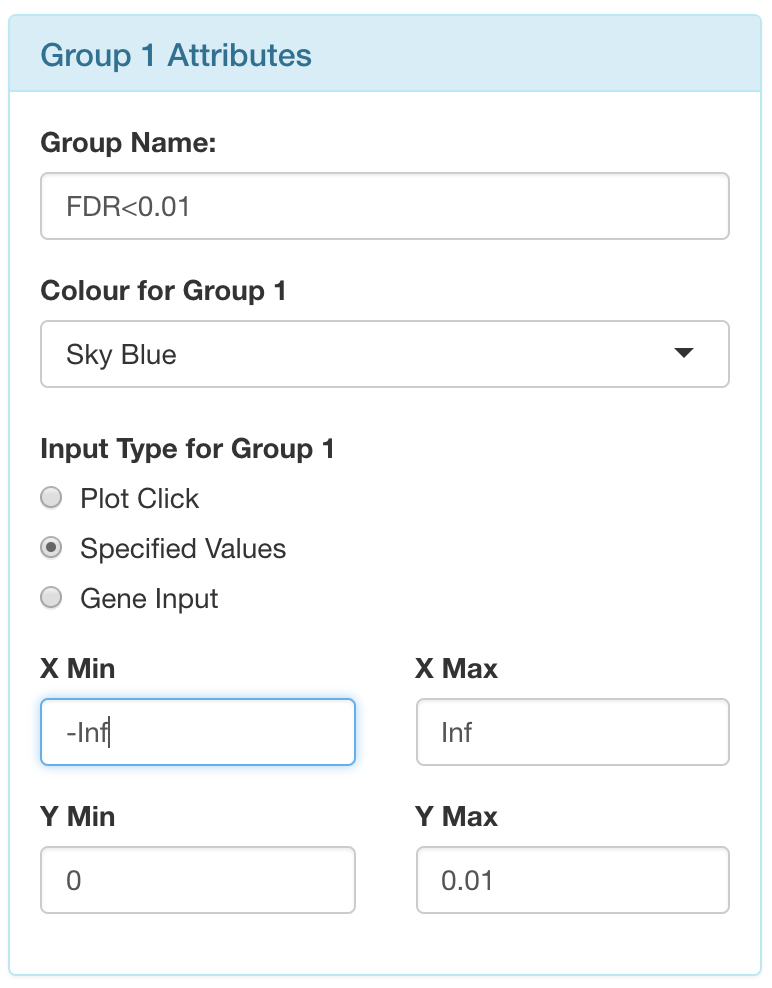 Group 1 Attributes
Group Name:
FDR<0.01
Colour for Group 1
Sky Blue
Input Type for Group 1
Plot Click
Specified Values
Gene Input
X Min X Max
-Inf Inf
Y Min Y Max
0 0.01